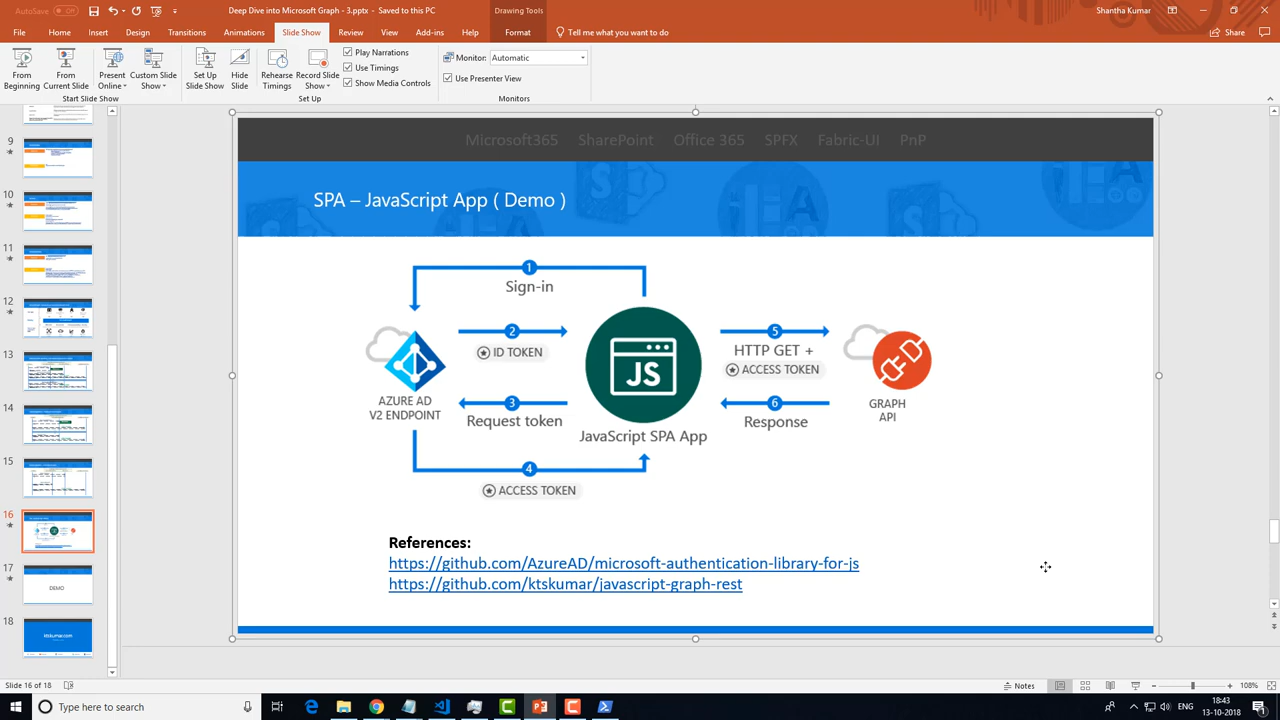 AutoSave Off
Deep Dive into Microsoft Graph - 3.pptx - Saved to this PC
Drawing Tools
Shantha Kumar
File Home Insert Design Transitions Animations Slide Show Review View Add-ins Help Format Tell me what you want to do Share
From Beginning
From Current Slide
Present Online
Custom Slide Show
Start Slide Show
Set Up Slide Show
Hide Slide
Rehearse Timings
Record Slide Show
Play Narrations
Use Timings
Show Media Controls
Set Up
Monitor: Automatic
Use Presenter View
Monitors
9
10
11
12
13
14
15
16
17
DEMO
18
ktskumar.com
Microsoft365 SharePoint Office 365 SPFX Fabric-UI PnP
SPA – JavaScript App ( Demo )
1
Sign-in
2
ID TOKEN
5
HTTP GET +
ACCESS TOKEN
JS
AZURE AD
V2 ENDPOINT
3
Request token
6
Response
GRAPH
API
JavaScript SPA App
4
ACCESS TOKEN
References:
https://github.com/AzureAD/microsoft-authentication-library-for-js
https://github.com/ktskumar/javascript-graph-rest
Slide 16 of 18
Notes
108%
Type here to search
ENG
18:43
13-10-2018